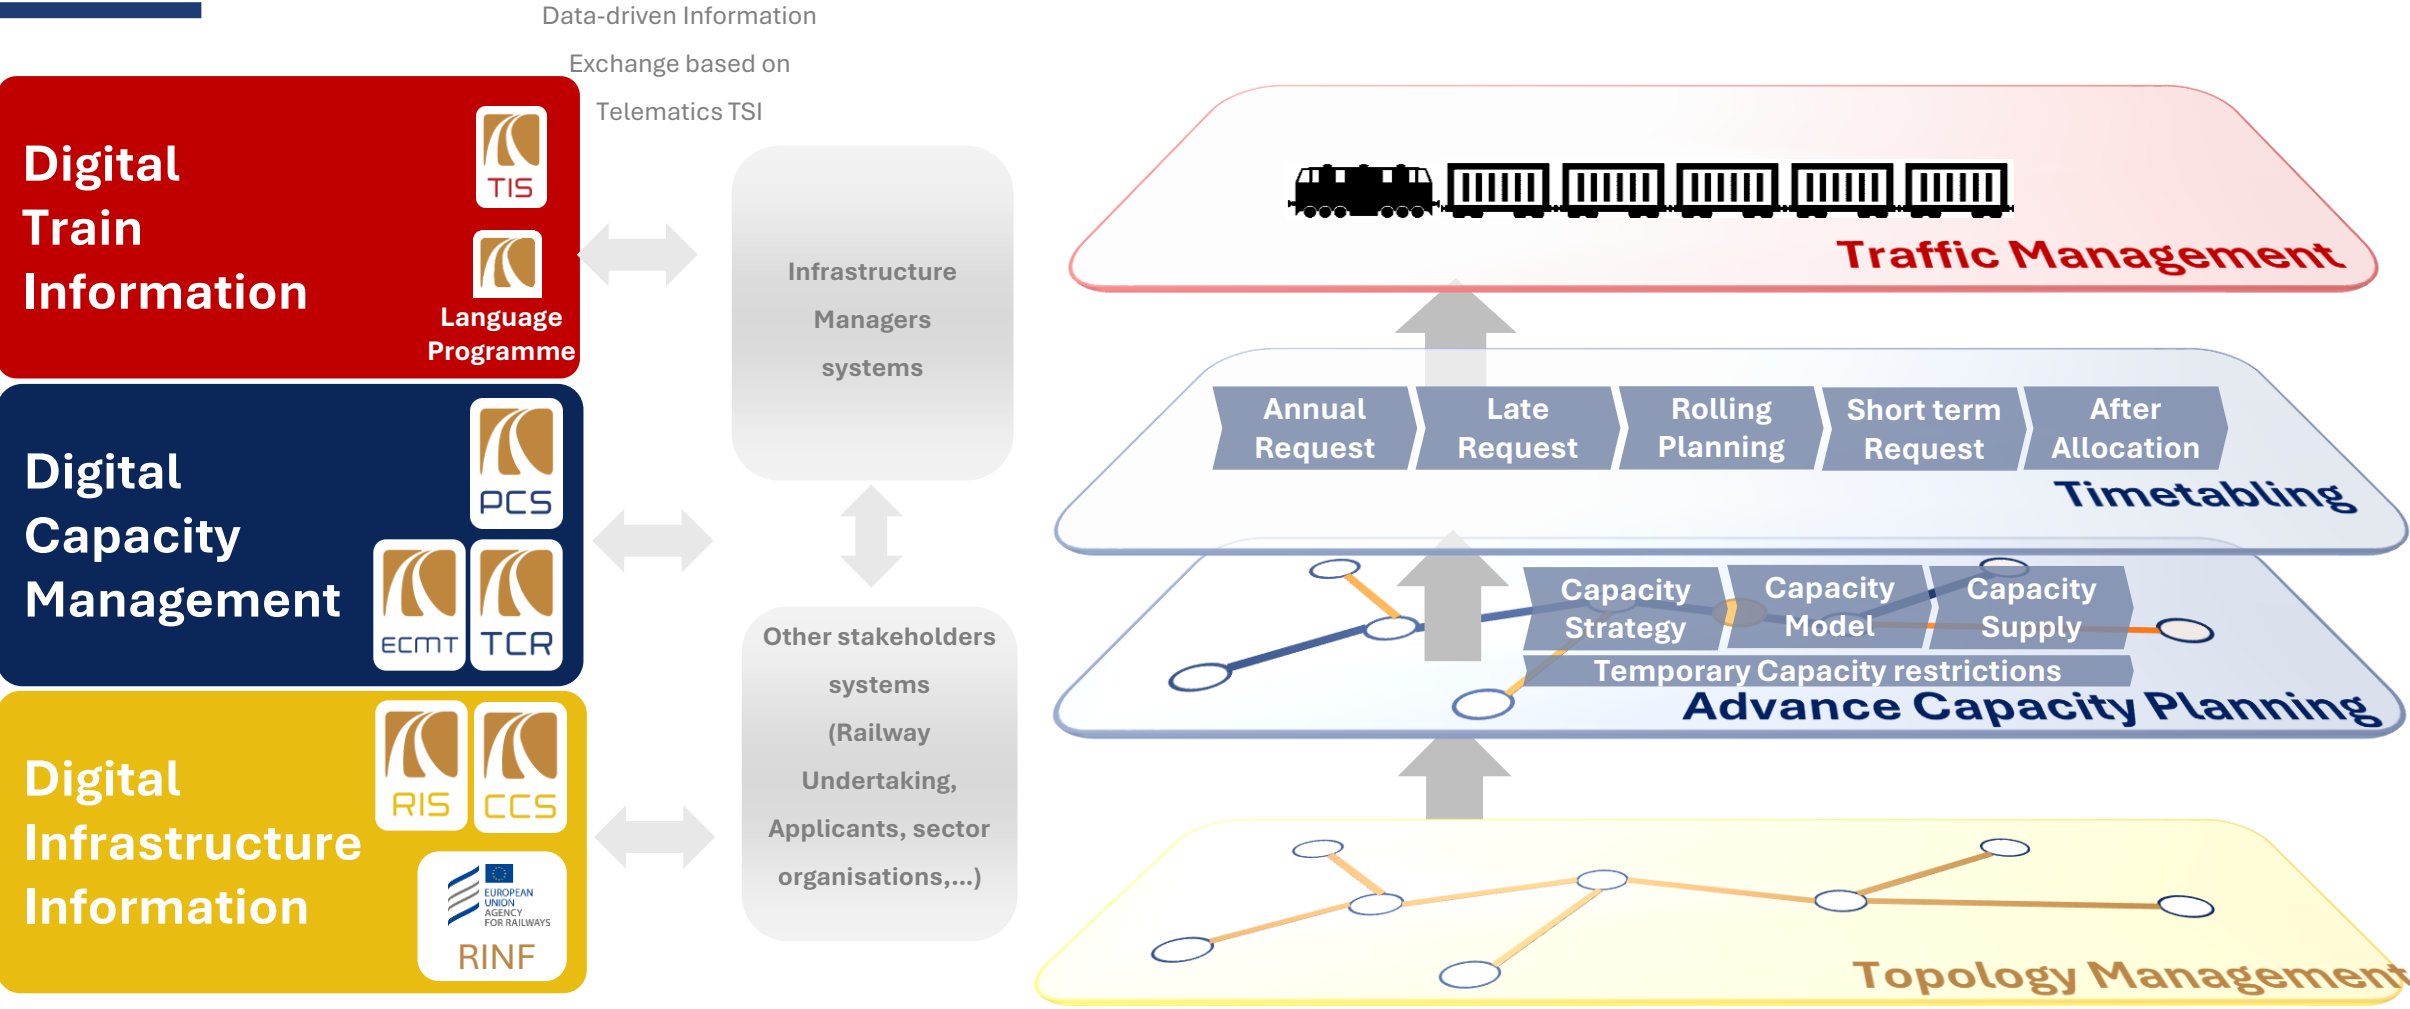 Data-driven Information
Exchange based on
Telematics TSI
Digital
Train
Information
TIS
Language
Programme
Digital
Capacity
Management
PCS
ECMT
TCR
Digital
Infrastructure
Information
RIS
CCS
EUROPEAN
UNION
AGENCY
FOR RAILWAYS
RINF
Infrastructure
Managers
systems
Other stakeholders
systems
(Railway
Undertaking,
Applicants, sector
organisations,...)
Traffic Management
Annual
Request
Late
Request
Rolling
Planning
Short term
Request
After
Allocation
Timetabling
Capacity
Strategy
Capacity
Model
Capacity
Supply
Temporary Capacity restrictions
Advance Capacity Planning
Topology Management